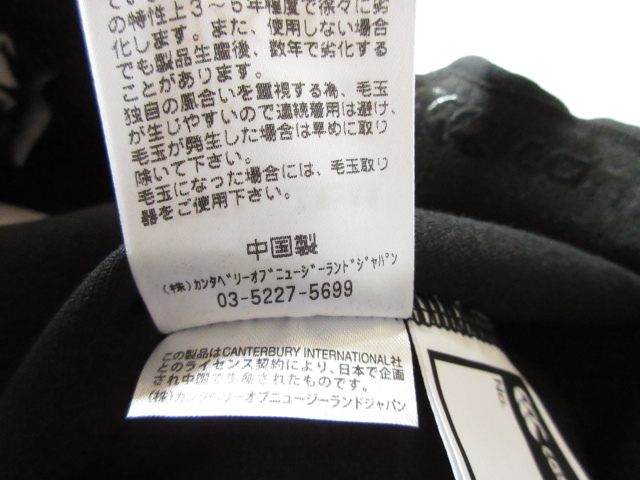 特性上3～5年程度で徐々に劣
化します。また、使用しない場合
でも製品生産後、数年で劣化する
ことがあります。
独自の風合いを重視する為、毛玉
が生じやすいので連続着用は避け、
毛玉が発生した場合は早めに取り
除いて下さい。
毛玉になった場合には、毛玉取り
器をご使用下さい。
中国製
(株)ｶﾝﾀﾍﾞﾘｰｵﾌﾞﾆｭｰｼﾞｰﾗﾝﾄﾞｼﾞｬﾊﾟﾝ
03-5227-5699
この製品はCANTERBURY INTERNATIONAL社
とのライセンス契約により、日本で企画
され中国で生産されたものです。
(株)カンタベリーオブニュージーランドジャパン
No.